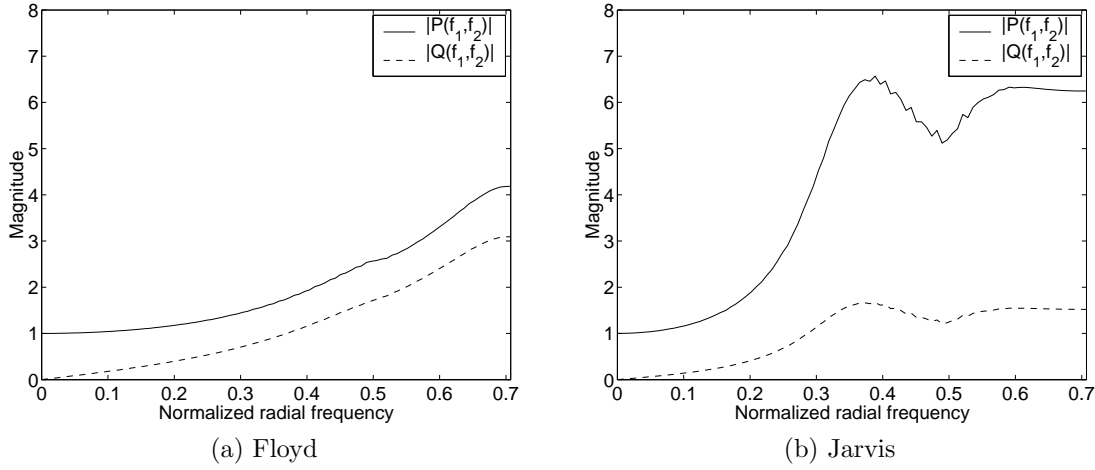 8
7
6
5
4
3
2
1
0
Magnitude
0 0.1 0.2 0.3 0.4 0.5 0.6 0.7
Normalized radial frequency
|P(f₁,f₂)|
|Q(f₁,f₂)|
(a) Floyd
8
7
6
5
4
3
2
1
0
Magnitude
0 0.1 0.2 0.3 0.4 0.5 0.6 0.7
Normalized radial frequency
|P(f₁,f₂)|
|Q(f₁,f₂)|
(b) Jarvis